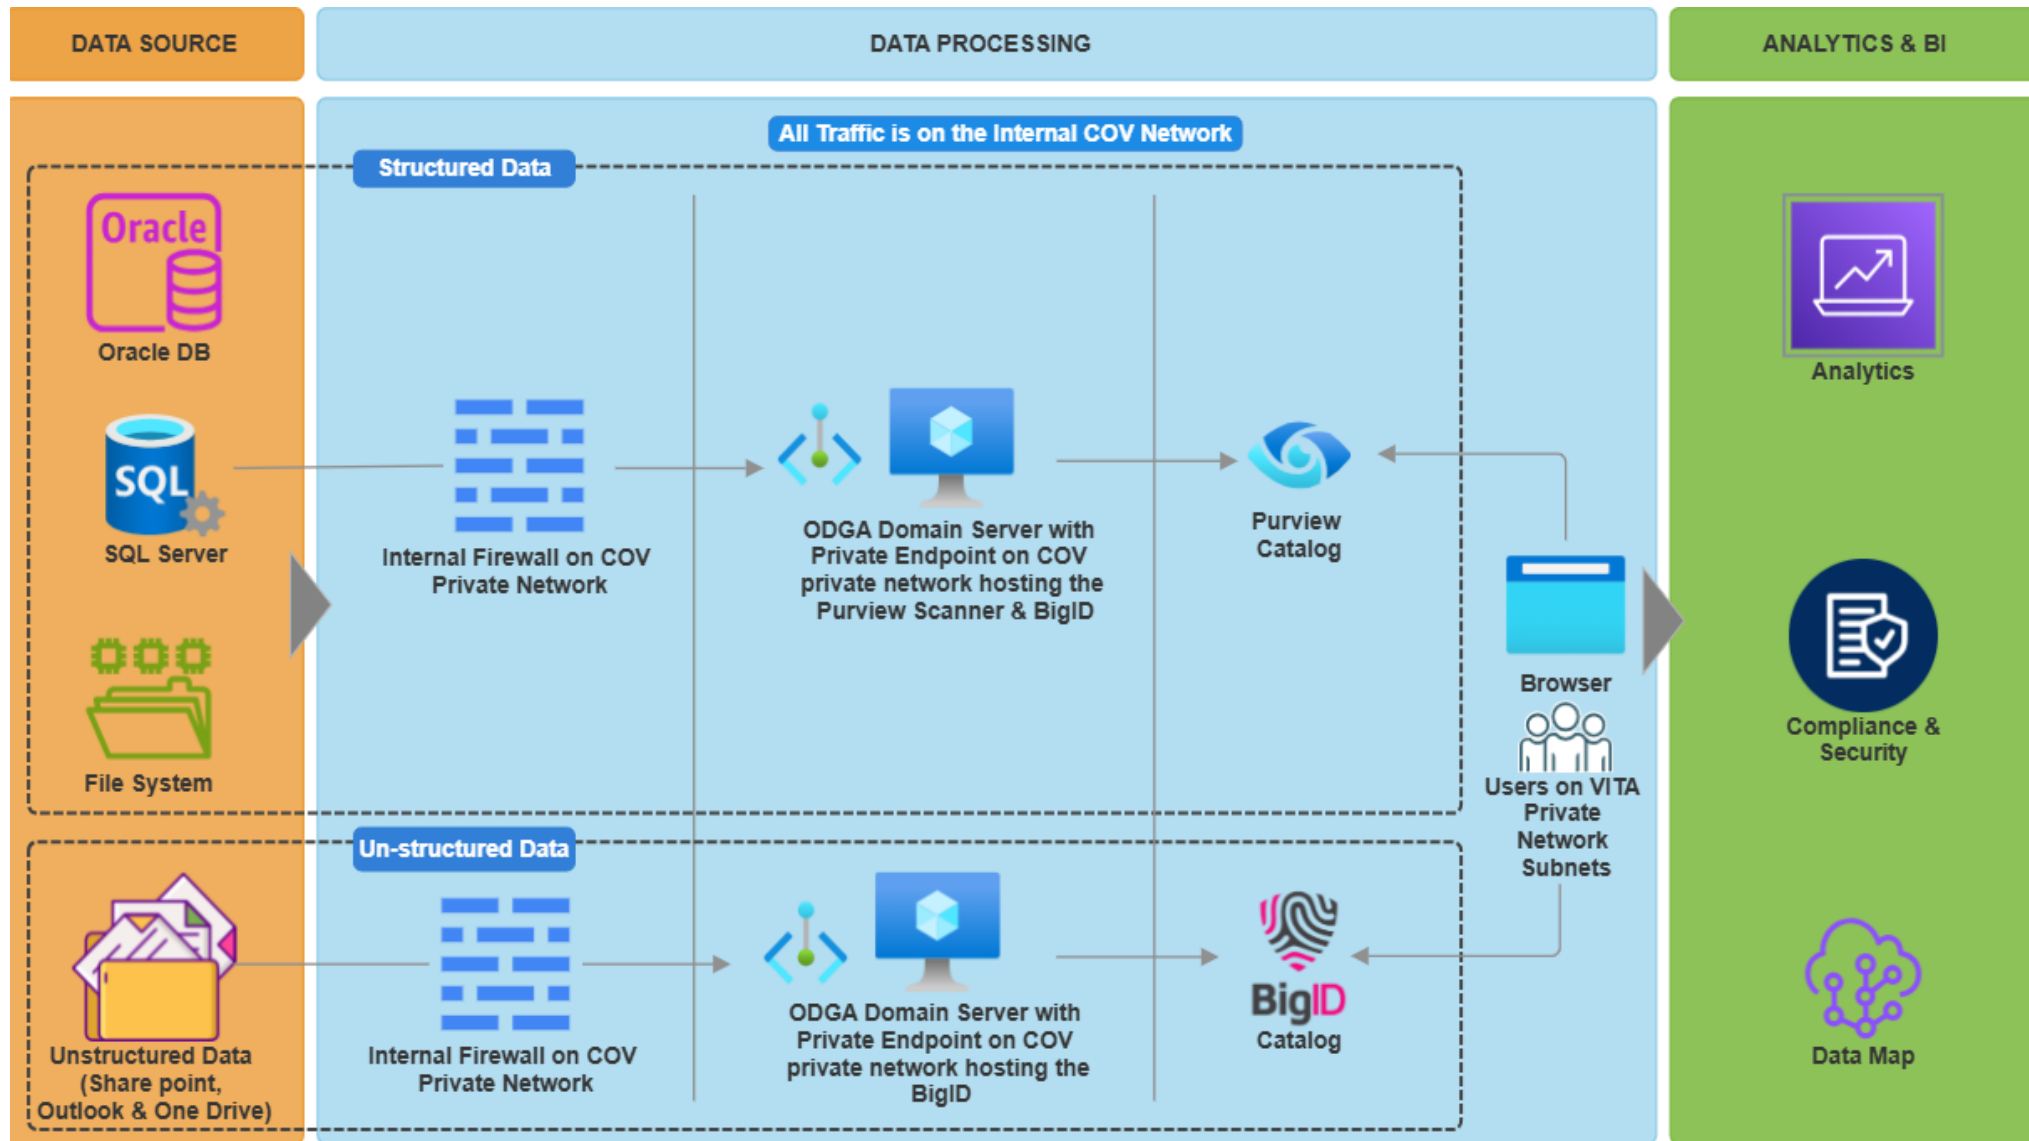 DATA SOURCE
DATA PROCESSING
ANALYTICS & BI
All Traffic is on the Internal COV Network
Structured Data
Oracle
Oracle DB
SQL
SQL Server
File System
Internal Firewall on COV
Private Network
ODGA Domain Server with
Private Endpoint on COV
private network hosting the
Purview Scanner & BigID
Purview
Catalog
Browser
Users on VITA
Private
Network
Subnets
Analytics
Compliance &
Security
Data Map
Un-structured Data
Unstructured Data
(Share point,
Outlook & One Drive)
Internal Firewall on COV
Private Network
ODGA Domain Server with
Private Endpoint on COV
private network hosting the
BigID
BigID
Catalog